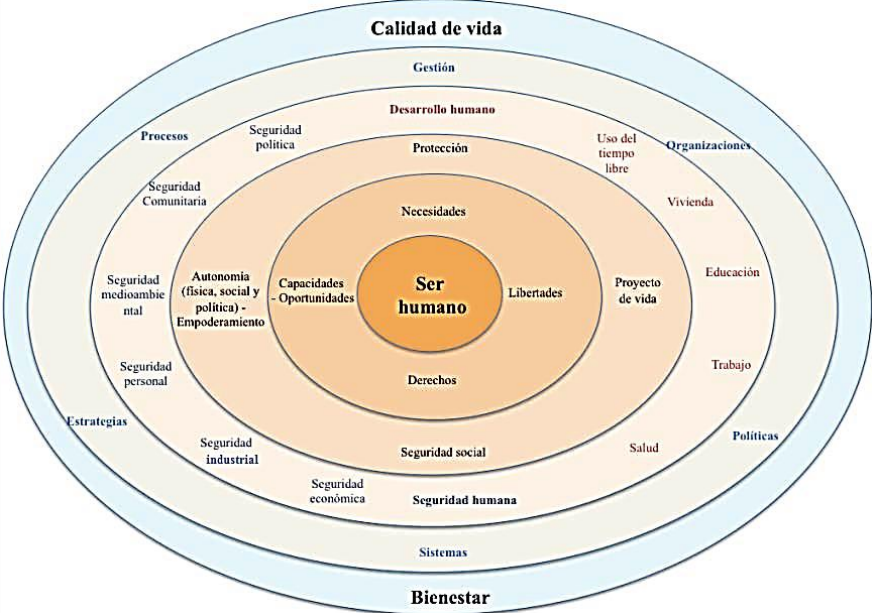 Calidad de vida
Gestión
Desarrollo humano
Procesos
Seguridad
política
Uso del
tiempo
libre
Organizaciones
Protección
Seguridad
Comunitaria
Vivienda
Necesidades
Seguridad
medioambie
ntal
Autonomía
(física, social y
política) -
Empoderamiento
Capacidades
- Oportunidades
Ser
humano
Libertades
Proyecto
de vida
Educación
Seguridad
personal
Derechos
Trabajo
Estrategias
Seguridad
industrial
Seguridad social
Salud
Políticas
Seguridad
económica
Seguridad humana
Sistemas
Bienestar